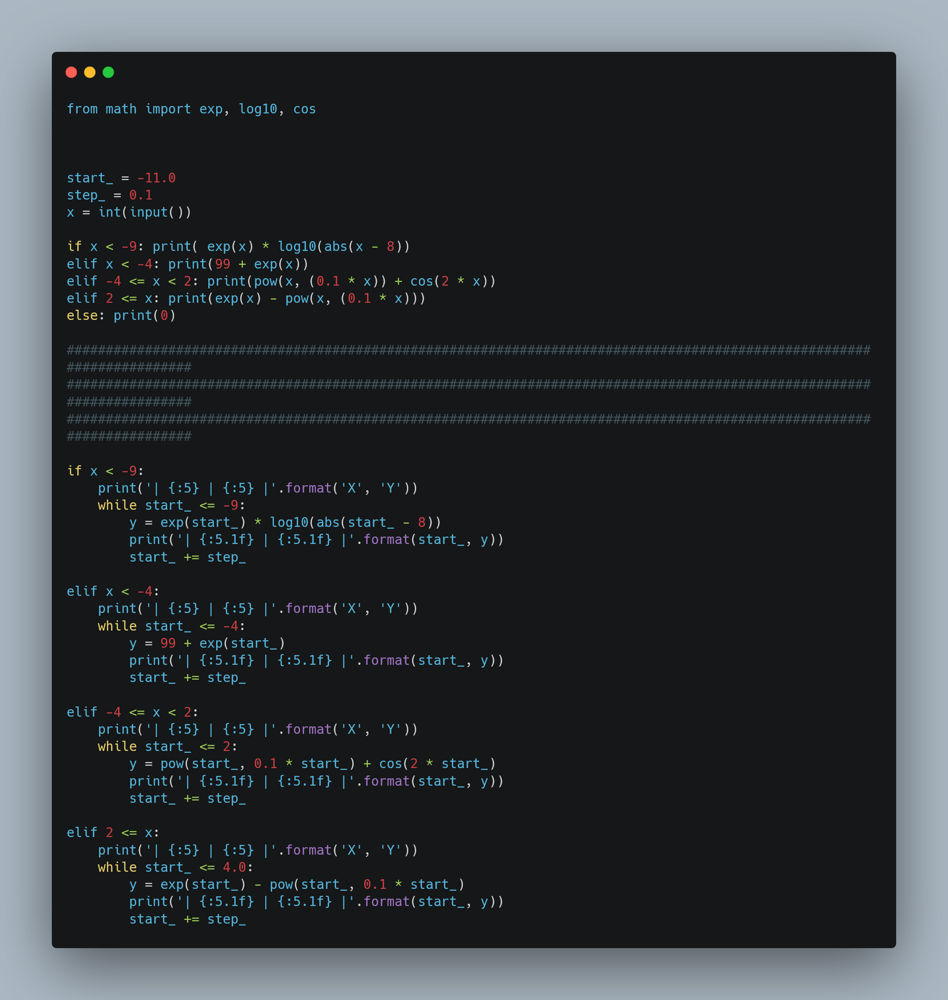 from math import exp, log10, cos
start_ = -11.0
step_ = 0.1
x = int(input())
if x < -9: print( exp(x) * log10(abs(x - 8))
elif x < -4: print(99 + exp(x))
elif -4 <= x < 2: print(pow(x, (0.1 * x)) + cos(2 * x))
elif 2 <= x: print(exp(x) - pow(x, (0.1 * x)))
else: print(0)
#######################################################################################################
################
#######################################################################################################
################
#######################################################################################################
################
if x < -9:
    print('| {:5} | {:5} |'.format('X', 'Y'))
    while start_ <= -9:
        y = exp(start_) * log10(abs(start_ - 8))
        print('| {:5.1f} | {:5.1f} |'.format(start_, y))
        start_ += step_
elif x < -4:
    print('| {:5} | {:5} |'.format('X', 'Y'))
    while start_ <= -4:
        y = 99 + exp(start_)
        print('| {:5.1f} | {:5.1f} |'.format(start_, y))
        start_ += step_
elif -4 <= x < 2:
    print('| {:5} | {:5} |'.format('X', 'Y'))
    while start_ <= 2:
        y = pow(start_, 0.1 * start_) + cos(2 * start_)
        print('| {:5.1f} | {:5.1f} |'.format(start_, y))
        start_ += step_
elif 2 <= x:
    print('| {:5} | {:5} |'.format('X', 'Y'))
    while start_ <= 4.0:
        y = exp(start_) - pow(start_, 0.1 * start_)
        print('| {:5.1f} | {:5.1f} |'.format(start_, y))
        start_ += step_